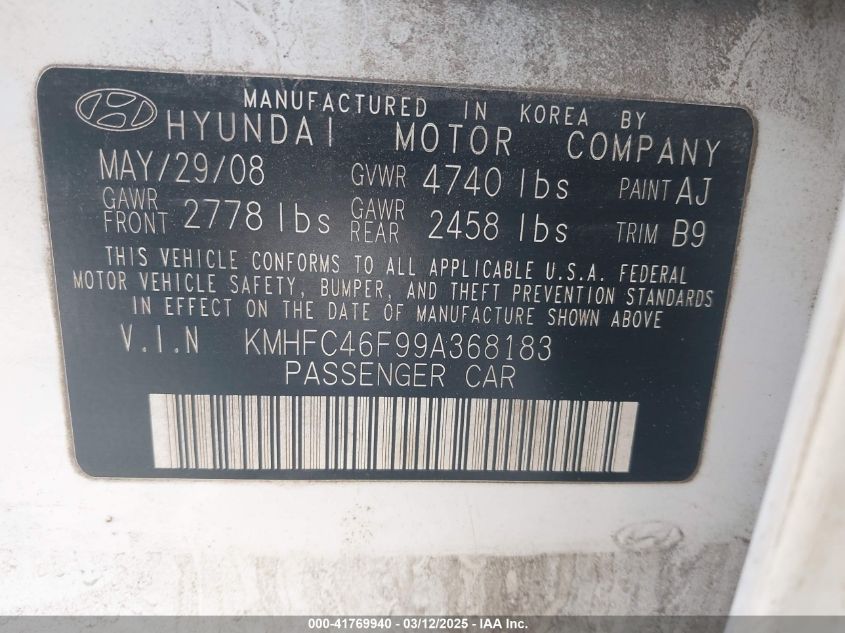 MANUFACTURED IN KOREA BY
HYUNDAI MOTOR COMPANY
MAY/29/08 GVWR 4740 lbs PAINT AJ
GAWR FRONT 2778 lbs GAWR REAR 2458 lbs TRIM B9
THIS VEHICLE CONFORMS TO ALL APPLICABLE U.S.A. FEDERAL
MOTOR VEHICLE SAFETY, BUMPER, AND THEFT PREVENTION STANDARDS
IN EFFECT ON THE DATE OF MANUFACTURE SHOWN ABOVE
V.I.N KMHFC46F99A368183
PASSENGER CAR
000-41769940 - 03/12/2025 - IAA Inc.